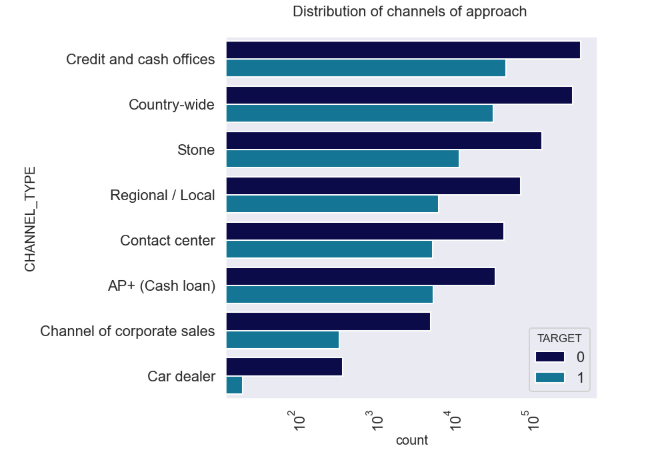 Distribution of channels of approach
CHANNEL_TYPE
Credit and cash offices
Country-wide
Stone
Regional / Local
Contact center
AP+ (Cash loan)
Channel of corporate sales
Car dealer
TARGET
0
1
10^2
10^3
10^4
10^5
count